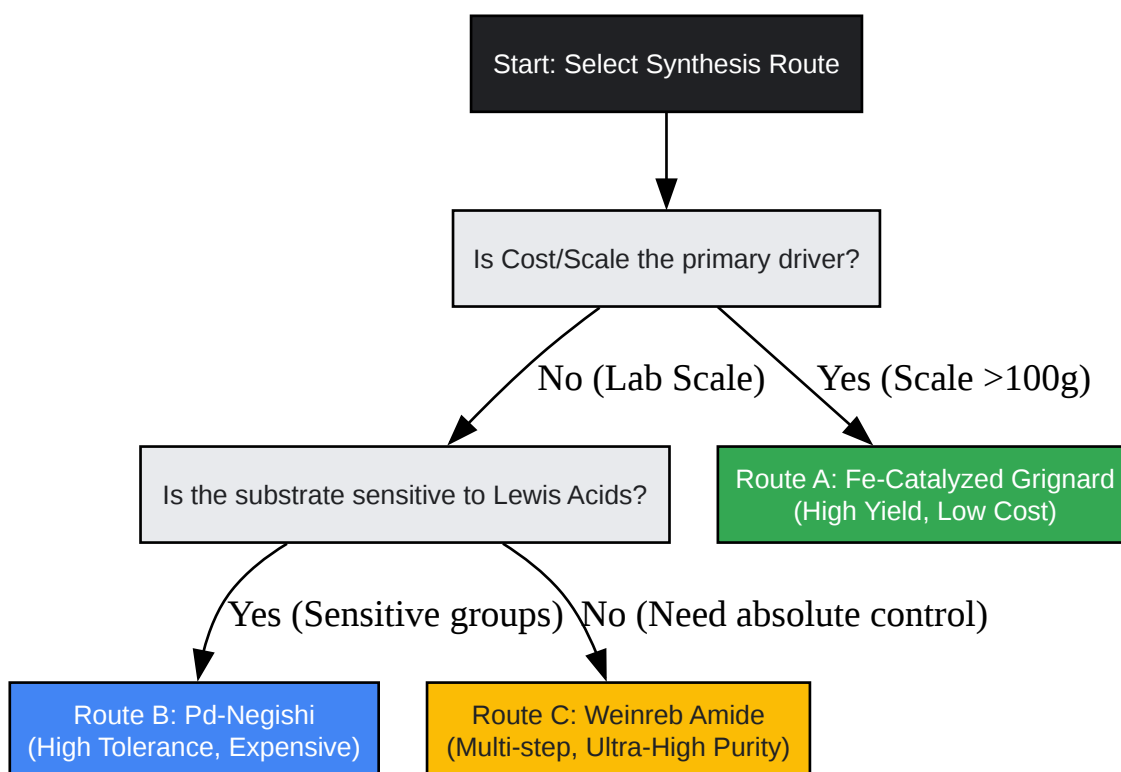 Start: Select Synthesis Route
Is Cost/Scale the primary driver?
No (Lab Scale)
Yes (Scale >100g)
Is the substrate sensitive to Lewis Acids?
Route A: Fe-Catalyzed Grignard
(High Yield, Low Cost)
Yes (Sensitive groups)
No (Need absolute control)
Route B: Pd-Negishi
(High Tolerance, Expensive)
Route C: Weinreb Amide
(Multi-step, Ultra-High Purity)